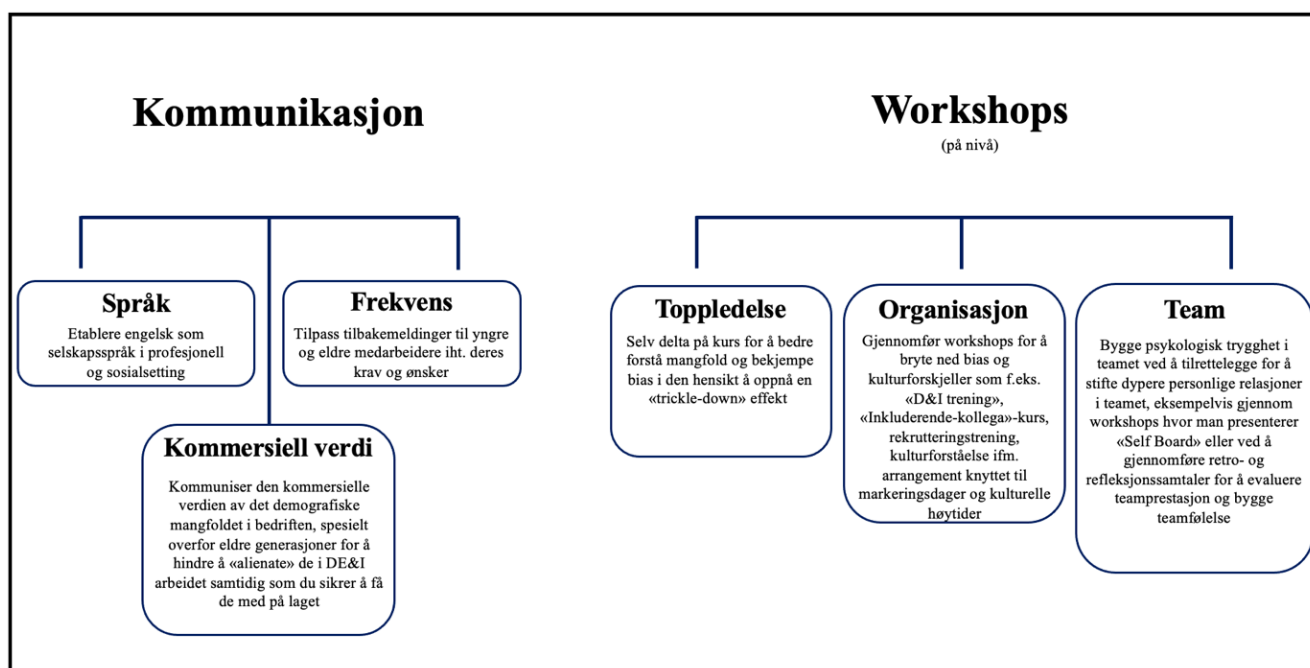 Kommunikasjon
Språk
Etablere engelsk som
selskapsspråk i profesjonell
og sosialsetting
Frekvens
Tilpass tilbakemeldinger til yngre
og eldre medarbeidere iht. deres
krav og ønsker
Kommersiell verdi
Kommuniser den kommersielle
verdien av det demografiske
mangfoldet i bedriften, spesielt
overfor eldre generasjoner for å
hindre å «alienate» de i DE&I
arbeidet samtidig som du sikrer å få
de med på laget
Workshops
(på nivå)
Toppledelse
Selv delta på kurs for å bedre
forstå mangfold og bekjempe
bias i den hensikt å oppnå en
«trickle-down» effekt
Organisasjon
Gjennomfør workshops for å
bryte ned bias og
kulturforskjeller som f.eks.
«D&I trening»,
«Inkluderende-kollega»-kurs,
rekrutteringstrening,
kulturforståelse ifm.
arrangement knyttet til
markeringsdager og kulturelle
høytider
Team
Bygge psykologisk trygghet i
teamet ved å tilrettelegge for å
stifte dypere personlige relasjoner
i teamet, eksempelvis gjennom
workshops hvor man presenterer
«Self Board» eller ved å
gjennomføre retro- og
refleksjonssamtaler for å evaluere
teamprestasjon og bygge
teamfølelse